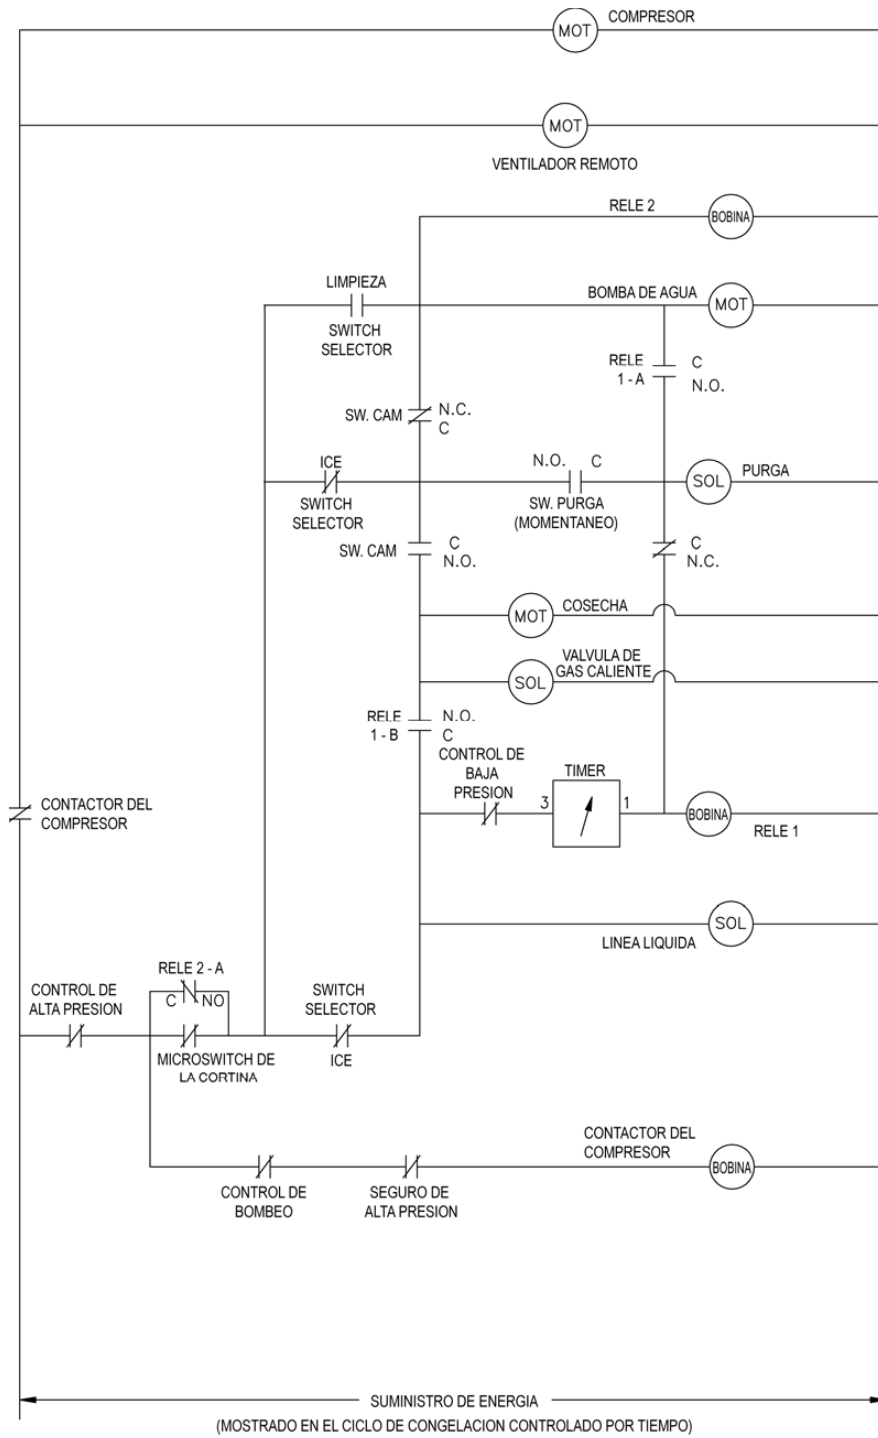 COMPRESOR
MOT
MOT
VENTILADOR REMOTO
RELE 2
BOBINA
LIMPIEZA
SWITCH
SELECTOR
BOMBA DE AGUA
MOT
RELE
1 - A
C
N.O.
SW. CAM
N.C.
C
ICE
SWITCH
SELECTOR
N.O.
C
SW. PURGA
(MOMENTANEO)
SOL
PURGA
SW. CAM
C
N.O.
C
N.C.
MOT
COSECHA
SOL
VALVULA DE
GAS CALIENTE
RELE
1 - B
N.O.
C
CONTROL DE
BAJA
PRESION
TIMER
3
1
BOBINA
RELE 1
CONTACTOR DEL
COMPRESOR
SOL
LINEA LIQUIDA
CONTROL DE
ALTA PRESION
RELE 2 - A
C
NO
MICROSWITCH DE
LA CORTINA
SWITCH
SELECTOR
ICE
CONTROL DE
BOMBEO
SEGURO DE
ALTA PRESION
CONTACTOR DEL
COMPRESOR
BOBINA
SUMINISTRO DE ENERGIA
(MOSTRADO EN EL CICLO DE CONGELACION CONTROLADO POR TIEMPO)